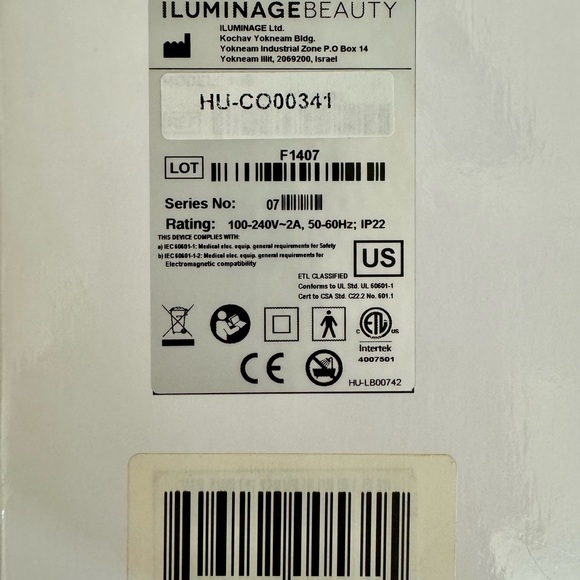 ILUMINAGEBEAUTY
ILUMINAGE Ltd.
Kochav Yokneam Bldg.
Yokneam Industrial Zone P.O Box 14
Yokneam Illit, 2069200, Israel
HU-CO00341
F1407
LOT
Series No: 07
Rating: 100-240V~2A, 50-60Hz; IP22
THIS DEVICE COMPLIES WITH:
a) IEC 60601-1: Medical elec. equip. general requirements for Safety
b) IEC 60601-1-2: Medical elec. equip. general requirements for
Electromagnetic compatibility
US
ETL CLASSIFIED
Conforms to UL Std. UL 60601-1
Cert to CSA Std. C22.2 No. 601.1
C ETL US
Intertek
4007501
CE
HU-LB00742